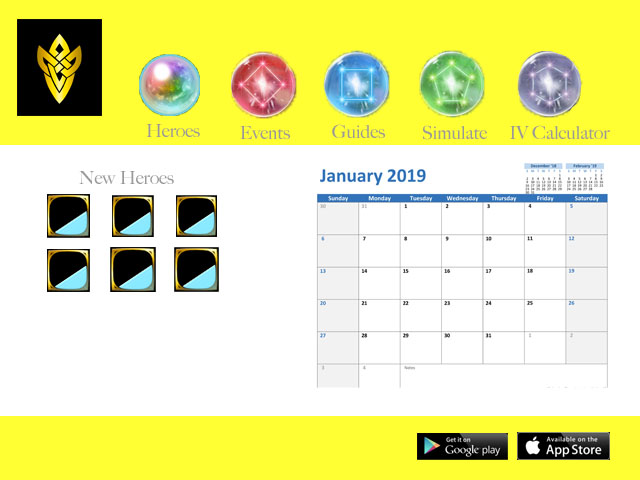 Heroes
Events
Guides
Simulate
IV Calculator
New Heroes
January 2019
December '18
February '19
Sunday Monday Tuesday Wednesday Thursday Friday Saturday
30 31 1 2 3 4 5
6 7 8 9 10 11 12
13 14 15 16 17 18 19
20 21 22 23 24 25 26
27 28 29 30 31 1 2
3 4 Notes
Get it on
Google play
Available on the
App Store